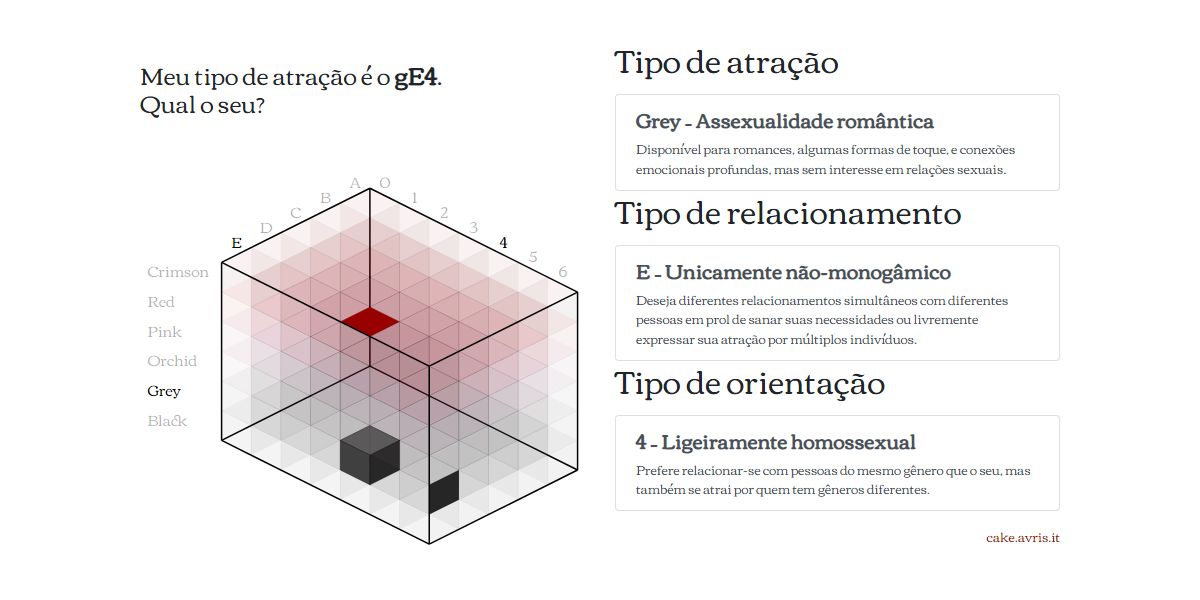 Meu tipo de atração é o gE4.
Qual o seu?
A O
B 1
C 2
D 3
E 4
5
6
Crimson
Red
Pink
Orchid
Grey
Black
Tipo de atração
Grey - Assexualidade romântica
Disponível para romances, algumas formas de toque, e conexões
emocionais profundas, mas sem interesse em relações sexuais.
Tipo de relacionamento
E - Unicamente não-monogâmico
Deseja diferentes relacionamentos simultâneos com diferentes
pessoas em prol de sanar suas necessidades ou livremente
expressar sua atração por múltiplos indivíduos.
Tipo de orientação
4 - Ligeiramente homossexual
Prefere relacionar-se com pessoas do mesmo gênero que o seu, mas
também se atrai por quem tem gêneros diferentes.
cake.avris.it